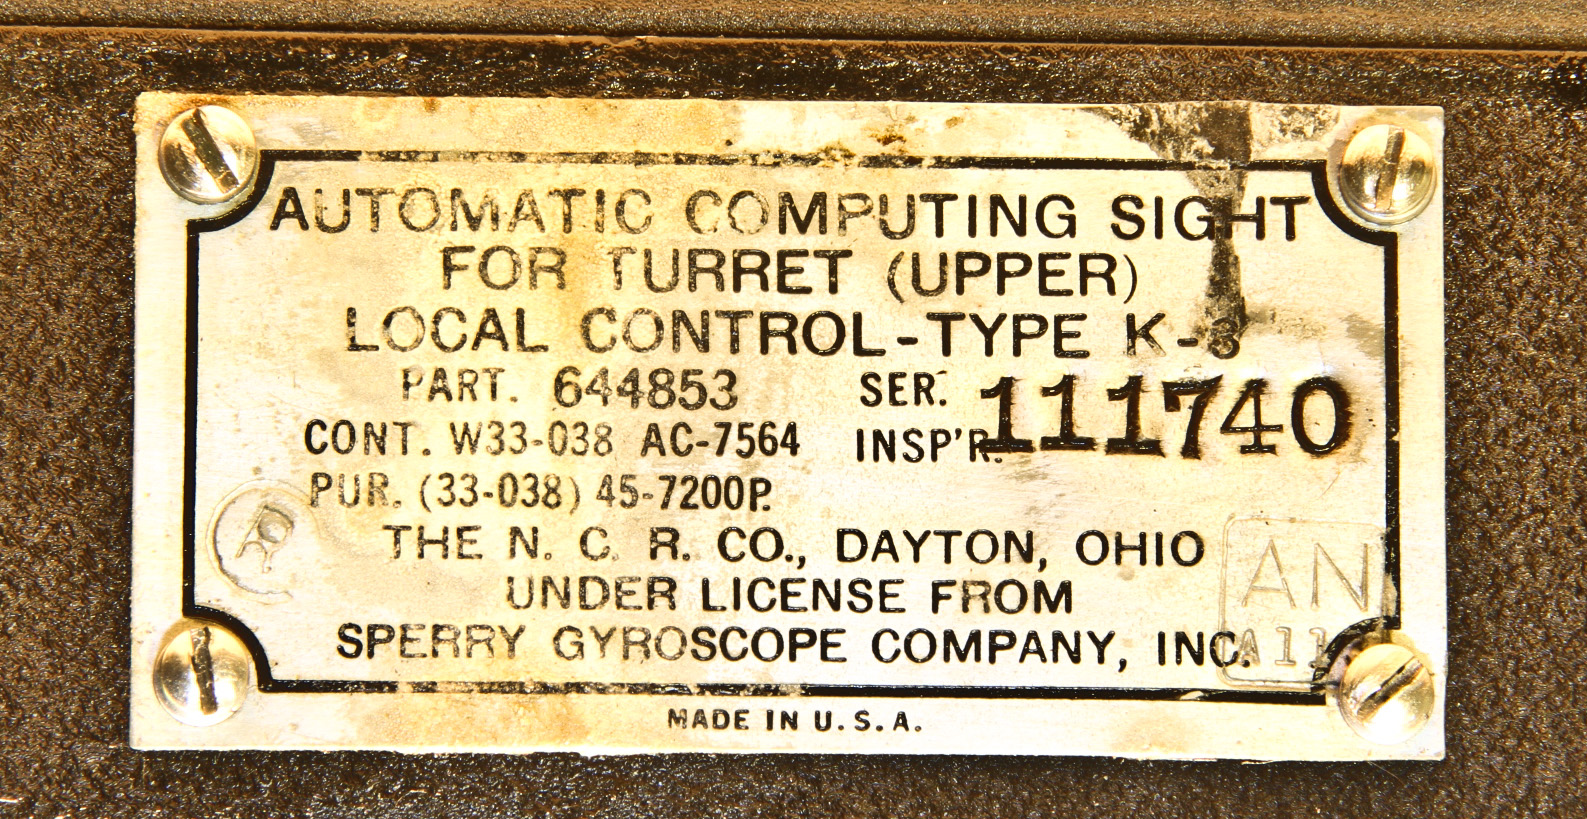 AUTOMATIC COMPUTING SIGHT
FOR TURRET (UPPER)
LOCAL CONTROL-TYPE K-3
PART. 644853 SER. 111740
CONT. W33-038 AC-7564 INSP'R.
PUR. (33-038) 45-7200P.
THE N. C. R. CO., DAYTON, OHIO
UNDER LICENSE FROM
SPERRY GYROSCOPE COMPANY, INC.
MADE IN U.S.A.
AN